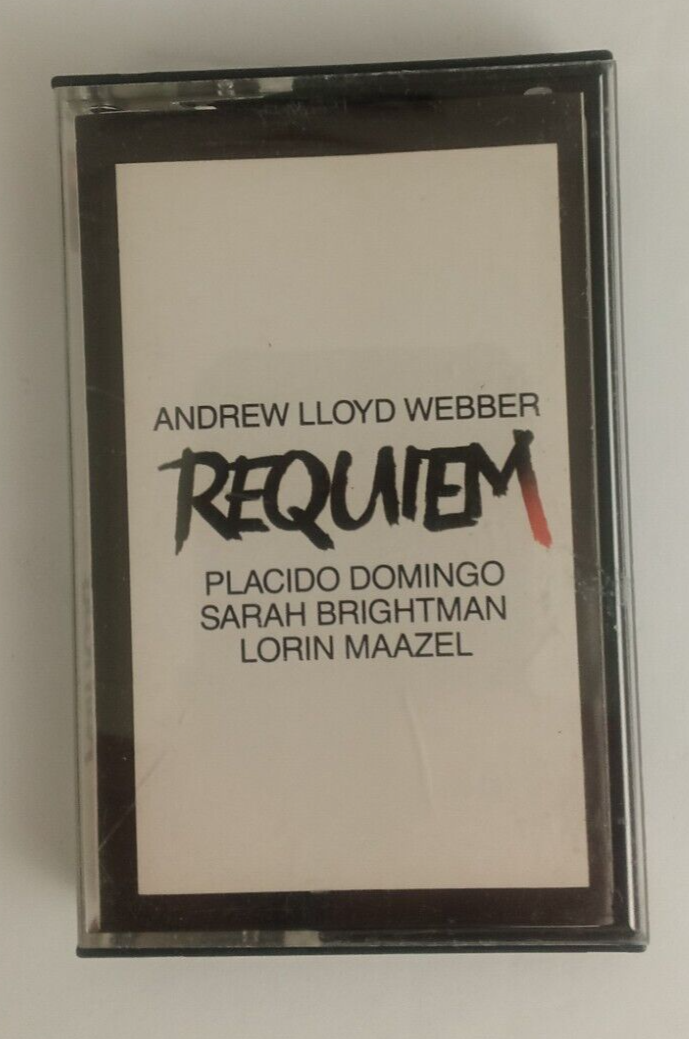 ANDREW LLOYD WEBBER
REQUIEM
PLACIDO DOMINGO
SARAH BRIGHTMAN
LORIN MAAZEL